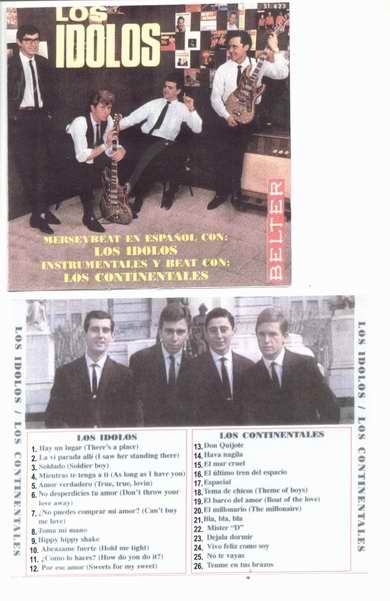 LOS
IDOLOS
51.423
MERSEYBEAT EN ESPAÑOL CON:
LOS IDOLOS
INSTRUMENTALES Y BEAT CON:
LOS CONTINENTALES
BELTER
LOS IDOLOS / LOS CONTINENTALES
LOS IDOLOS
1. Hay un lugar (There's a place)
2. La vi parada allí (I saw her standing there)
3. Soldado (Soldier boy)
4. Mientras te tenga a ti (As long as I have you)
5. Amor verdadero (True, true, lovin)
6. No desperdicies tu amor (Don't throw your
love away)
7. ¿No puedes comprar mi amor? (Can't buy
me love)
8. Toma mi mano
9. Hippy hippy shake
10. Abrázame fuerte (Hold me tight)
11. ¿Como lo haces? (How do you do it?)
12. Por ese amor (Sweets for my sweet)
LOS CONTINENTALES
13. Don Quijote
14. Hava nagila
15. El mar cruel
16. El último tren del espacio
17. Espacial
18. Tema de chicos (Theme of boys)
19. El barco del amor (Boat of the love)
20. El millonario (The millonaire)
21. Bla, bla, bla
22. Mister "D"
23. Dejala dormir
24. Vivo feliz como soy
25. No te vayas
26. Tenme en tus brazos
LOS IDOLOS / LOS CONTINENTALES